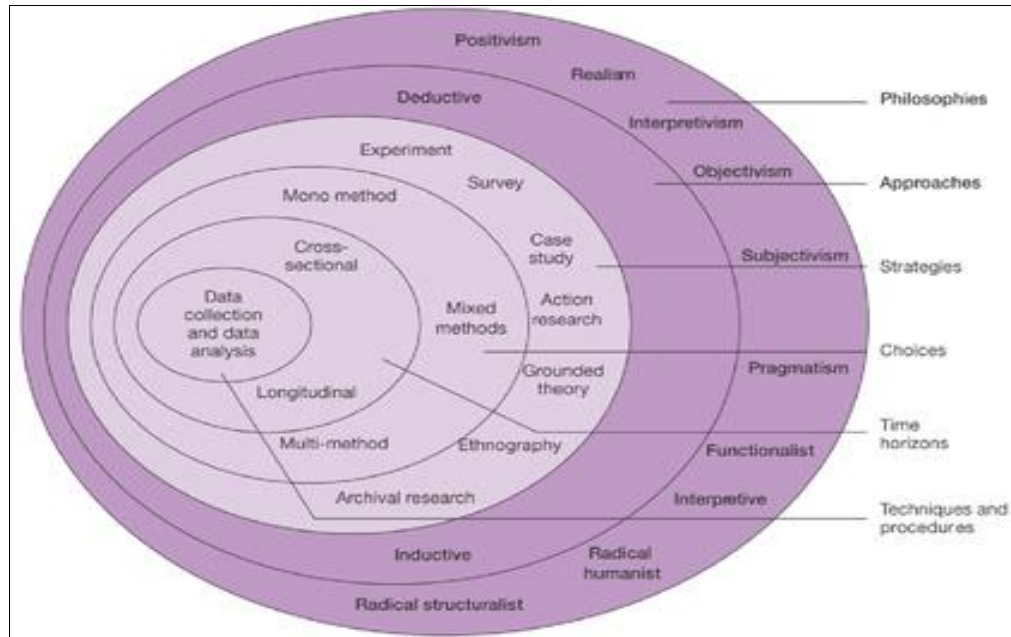 Positivism
Realism
Philosophies
Deductive
Interpretivism
Experiment
Objectivism
Survey
Approaches
Mono method
Cross-
sectional
Case
study
Subjectivism
Strategies
Data
collection
and data
analysis
Mixed
methods
Action
research
Choices
Pragmatism
Grounded
theory
Longitudinal
Time
horizons
Multi-method
Ethnography
Functionalist
Archival research
Interpretive
Techniques and
procedures
Inductive
Radical
humanist
Radical structuralist